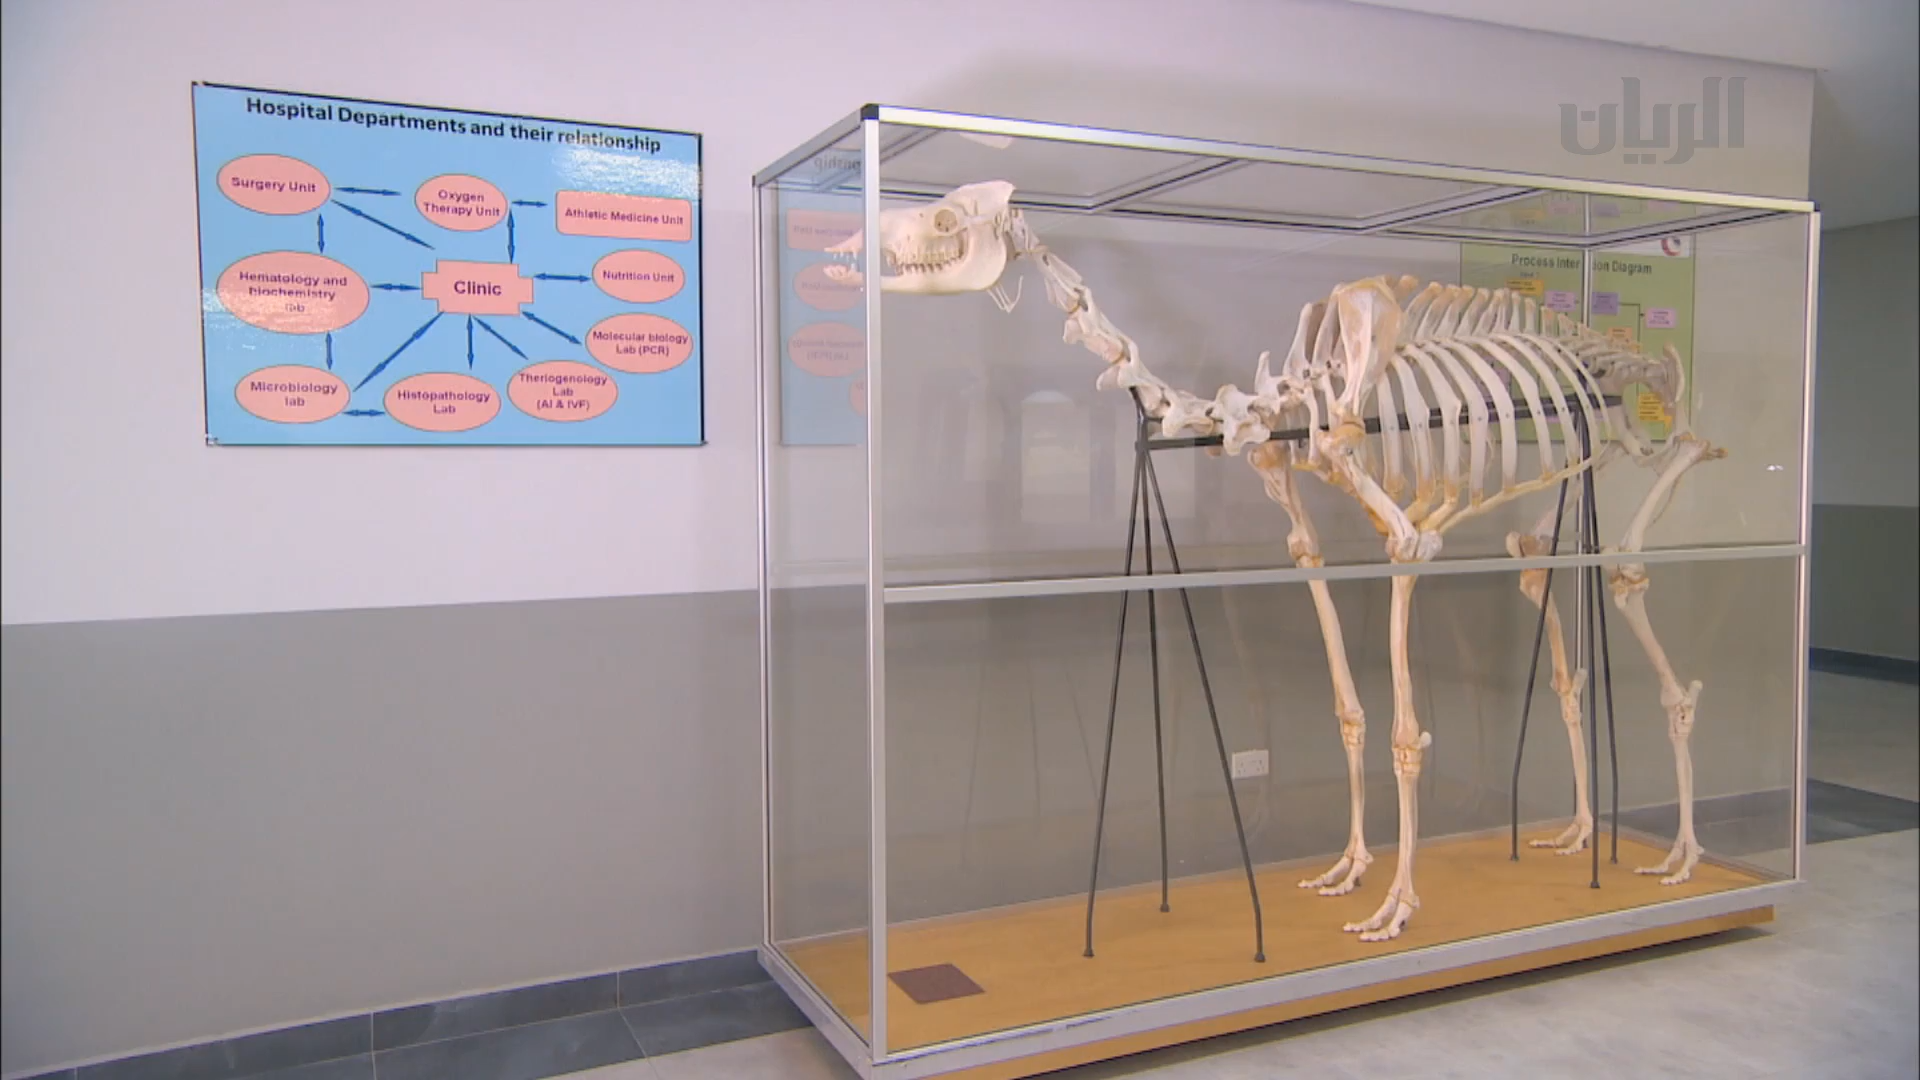 الريان
Hospital Departments and their relationship
Surgery Unit
Oxygen
Therapy Unit
Athletic Medicine Unit
Hematology and
biochemistry
lab
Clinic
Nutrition Unit
Molecular biology
Lab (PCR)
Microbiology
lab
Histopathology
Lab
Theriogenology
Lab
(AI & IVF)
Process Inter on Diagram